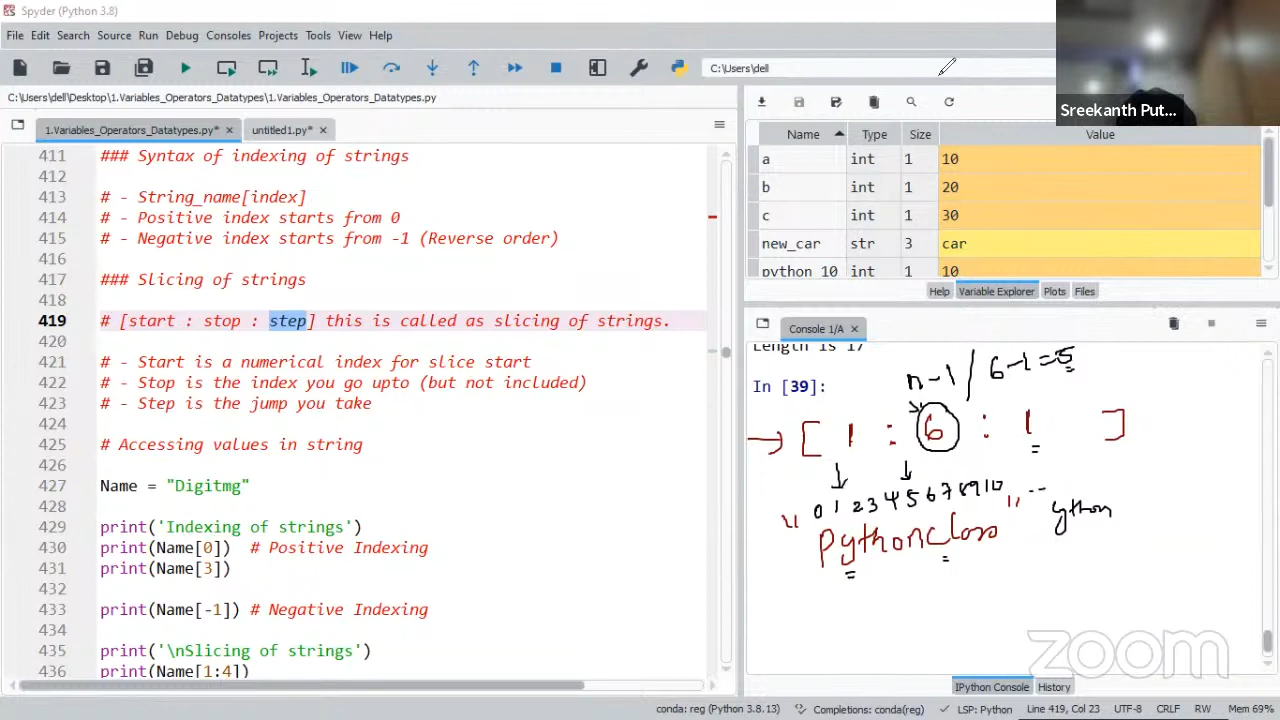 Spyder (Python 3.8)
File Edit Search Source Run Debug Consoles Projects Tools View Help
C:\Users\dell
Sreekanth Put...
C:\Users\dell\Desktop\1.Variables_Operators_Datatypes\1.Variables_Operators_Datatypes.py
1.Variables_Operators_Datatypes.py* untitled1.py*
411 ### Syntax of indexing of strings
412
413 # - String_name[index]
414 # - Positive index starts from 0
415 # - Negative index starts from -1 (Reverse order)
416
417 ### Slicing of strings
418
419 # [start : stop : step] this is called as slicing of strings.
420
421 # - Start is a numerical index for slice start
422 # - Stop is the index you go upto (but not included)
423 # - Step is the jump you take
424
425 # Accessing values in string
426
427 Name = "Digitmg"
428
429 print('Indexing of strings')
430 print(Name[0]) # Positive Indexing
431 print(Name[3])
432
433 print(Name[-1]) # Negative Indexing
434
435 print('\nSlicing of strings')
436 print(Name[1:4])
Name Type Size Value
a int 1 10
b int 1 20
c int 1 30
new_car str 3 car
python_10 int 1 10
Help Variable Explorer Plots Files
Console 1/A
Length is 17
In [39]:
n-1 / 6-1=5
[ 1 : 6 : 1 ]
0 1 2 3 4 5 6 7 8 9 10 --
"PythonClass" ython
zoom
IPython Console History
conda: reg (Python 3.8.13) Completions: conda(reg) LSP: Python Line 419, Col 23 UTF-8 CRLF RW Mem 69%